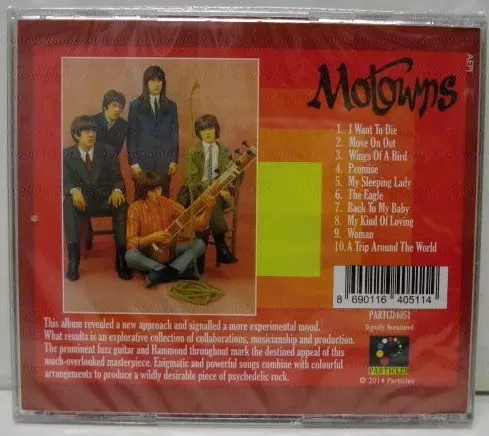 AEPI
Motowns
1. I Want To Die
2. Move On Out
3. Wings Of A Bird
4. Promise
5. My Sleeping Lady
6. The Eagle
7. Back To My Baby
8. My Kind Of Loving
9. Woman
10. A Trip Around The World
8 690116 405114
PARTCD4051
Digitally Remastered
PARTICLES
© 2014 Particles
This album revealed a new approach and signalled a more experimental mood.
What results is an explorative collection of collaborations, musicianship and production.
The prominent fuzz guitar and Hammond throughout mark the destined appeal of this
much-overlooked masterpiece. Enigmatic and powerful songs combine with colourful
arrangements to produce a wildly desirable piece of psychedelic rock.